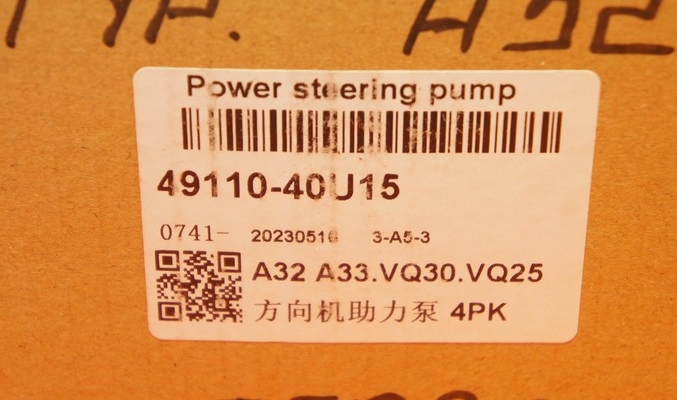 A32
Power steering pump
49110-40U15
0741- 20230516 3-A5-3
A32 A33.VQ30.VQ25
方向机助力泵 4PK